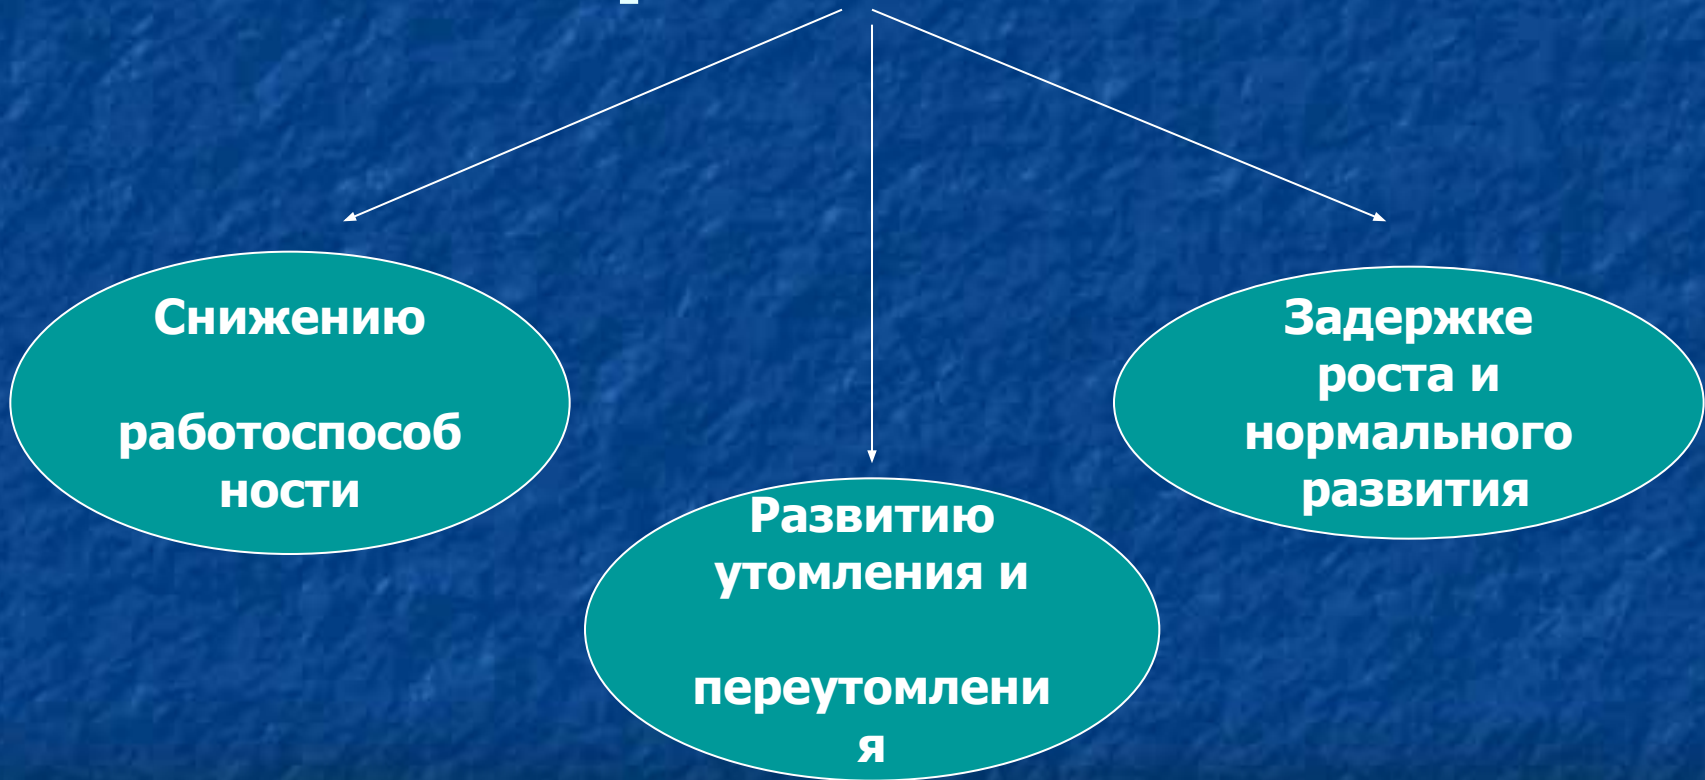 Снижению
работоспособ
ности
Развитию
утомления и
переутомлени
я
Задержке
роста и
нормального
развития